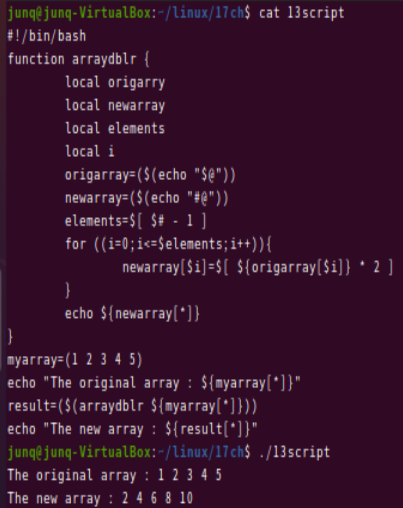 junq@junq-VirtualBox:~/linux/17ch$ cat 13script
#!/bin/bash
function arraydblr {
        local origarry
        local newarray
        local elements
        local i
        origarray=($(echo "$@"))
        newarray=($(echo "#@"))
        elements=$[ $# - 1 ]
        for ((i=0;i<=$elements;i++)){
                newarray[$i]=$[ ${origarray[$i]} * 2 ]
        }
        echo ${newarray[*]}
}
myarray=(1 2 3 4 5)
echo "The original array : ${myarray[*]}"
result=($(arraydblr ${myarray[*]}))
echo "The new array : ${result[*]}"
junq@junq-VirtualBox:~/linux/17ch$ ./13script
The original array : 1 2 3 4 5
The new array : 2 4 6 8 10